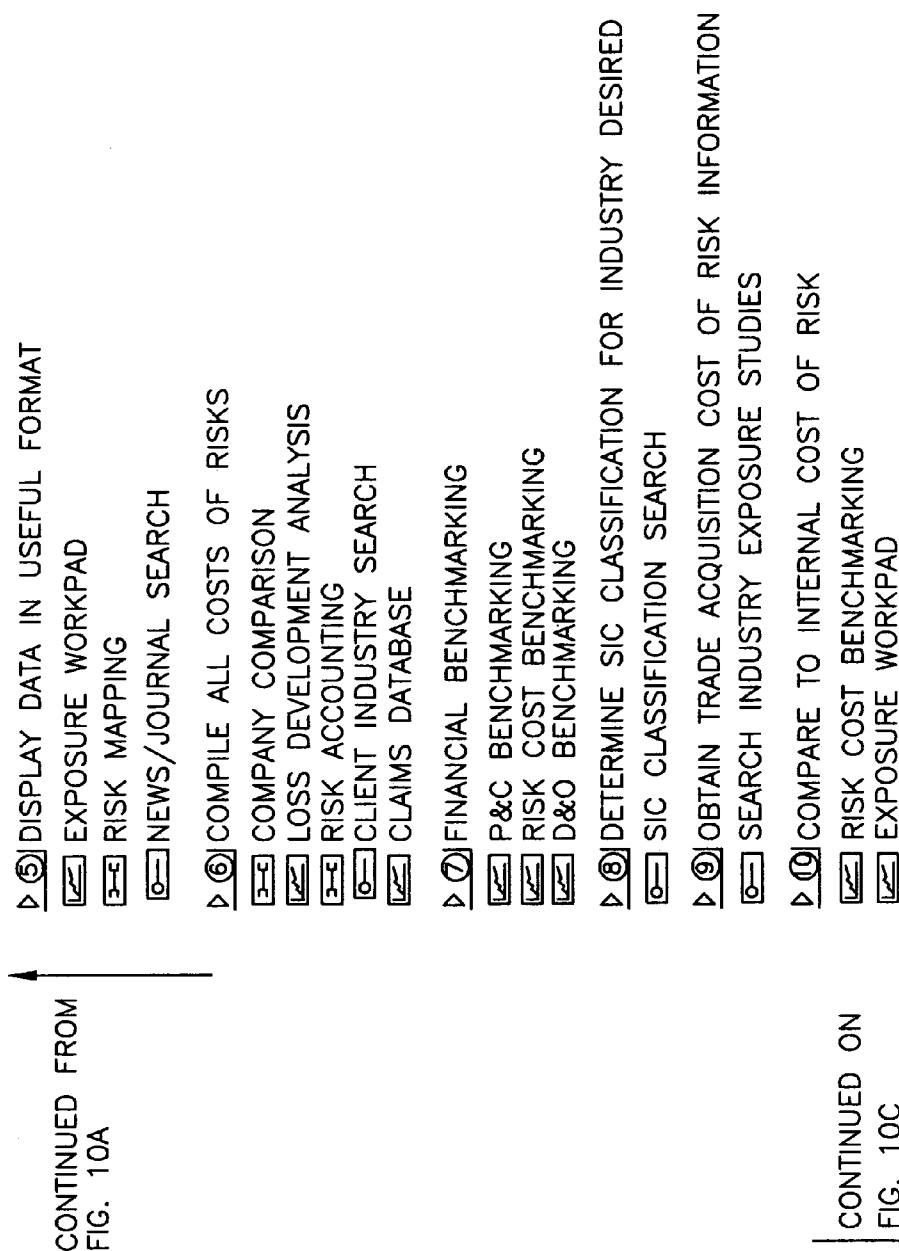 CONTINUED FROM
FIG. 10A
▷ ⑤ DISPLAY DATA IN USEFUL FORMAT
EXPOSURE WORKPAD
RISK MAPPING
NEWS/JOURNAL SEARCH
▷ ⑥ COMPILE ALL COSTS OF RISKS
COMPANY COMPARISON
LOSS DEVELOPMENT ANALYSIS
RISK ACCOUNTING
CLIENT INDUSTRY SEARCH
CLAIMS DATABASE
▷ ⑦ FINANCIAL BENCHMARKING
P&C BENCHMARKING
RISK COST BENCHMARKING
D&O BENCHMARKING
▷ ⑧ DETERMINE SIC CLASSIFICATION FOR INDUSTRY DESIRED
SIC CLASSIFICATION SEARCH
▷ ⑨ OBTAIN TRADE ACQUISITION COST OF RISK INFORMATION
SEARCH INDUSTRY EXPOSURE STUDIES
▷ ⑩ COMPARE TO INTERNAL COST OF RISK
RISK COST BENCHMARKING
EXPOSURE WORKPAD
CONTINUED ON
FIG. 10C